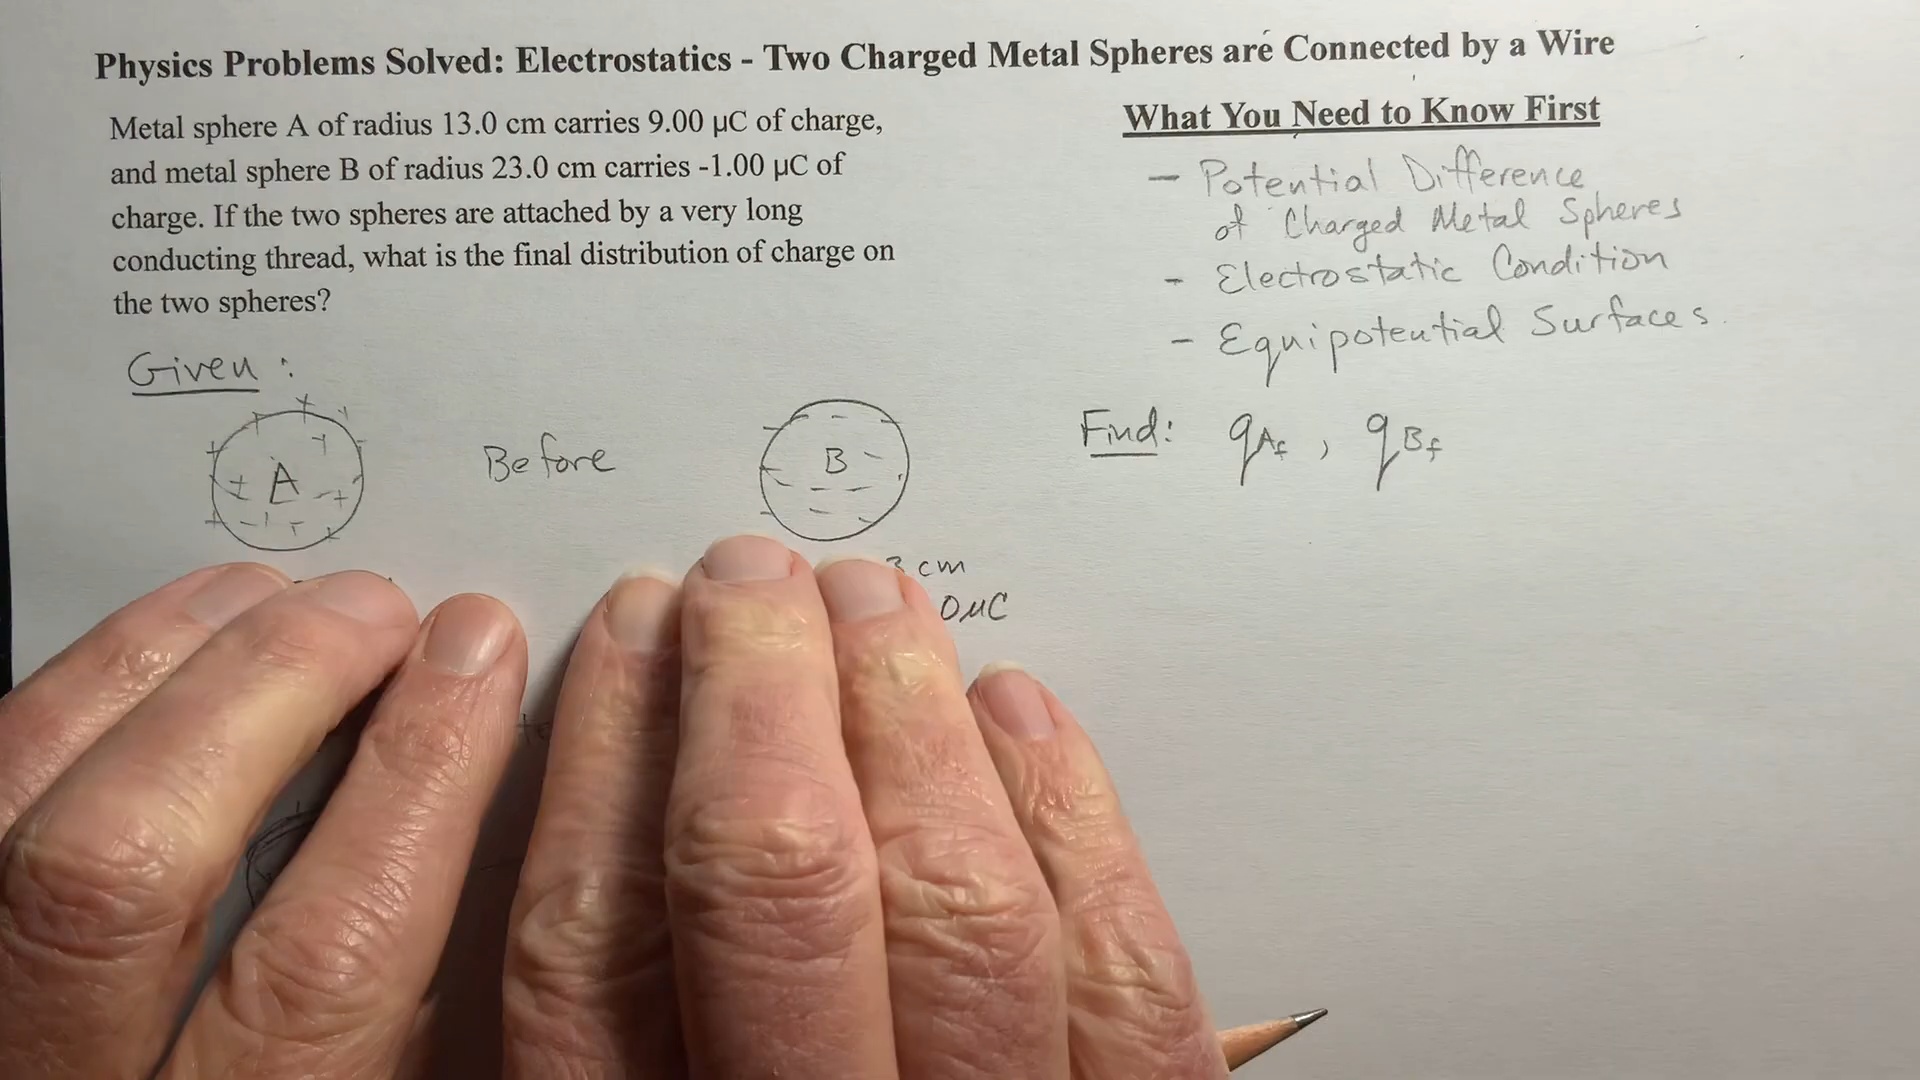 Physics Problems Solved: Electrostatics - Two Charged Metal Spheres are Connected by a Wire
Metal sphere A of radius 13.0 cm carries 9.00 µC of charge,
and metal sphere B of radius 23.0 cm carries -1.00 µC of
charge. If the two spheres are attached by a very long
conducting thread, what is the final distribution of charge on
the two spheres?
What You Need to Know First
- Potential Difference
of Charged Metal Spheres
- Electrostatic Condition
- Equipotential Surfaces.
Given:
A
Before
B
Find: qAf, qBf
cm
0µC